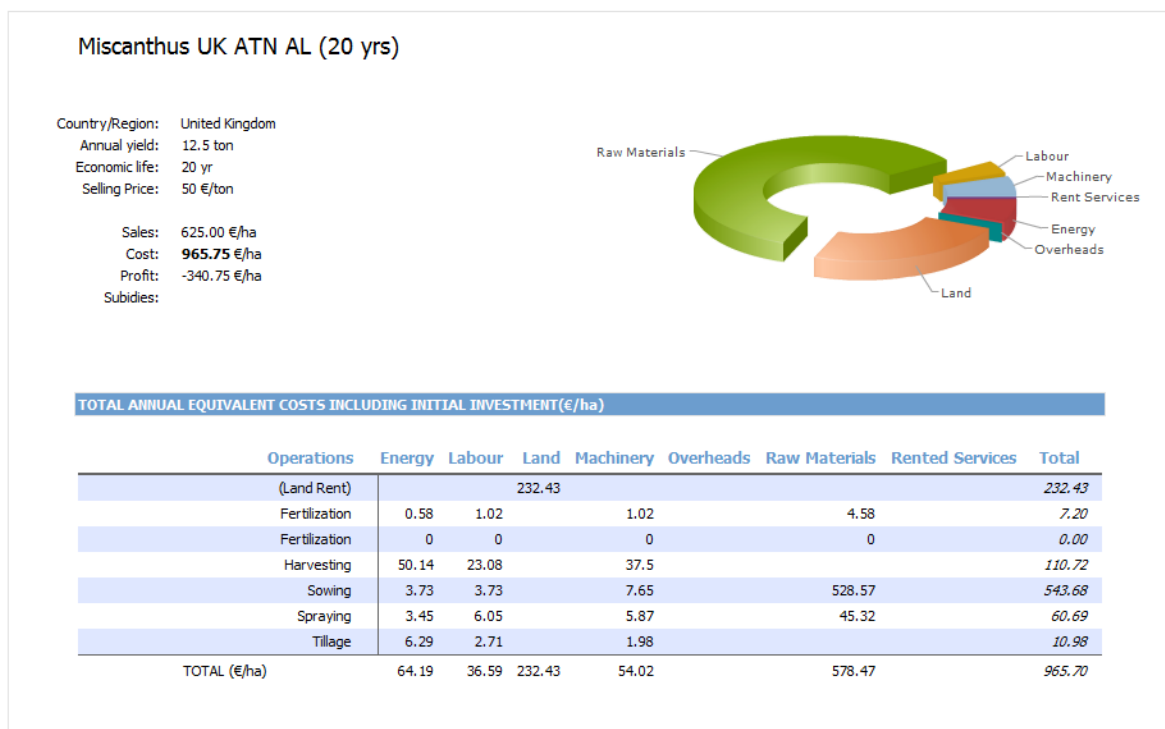 Miscanthus UK ATN AL (20 yrs)
Country/Region: United Kingdom
Annual yield: 12.5 ton
Economic life: 20 yr
Selling Price: 50 €/ton
Sales: 625.00 €/ha
Cost: 965.75 €/ha
Profit: -340.75 €/ha
Subidies:
Raw Materials
Labour
Machinery
Rent Services
Energy
Overheads
Land
TOTAL ANNUAL EQUIVALENT COSTS INCLUDING INITIAL INVESTMENT(€/ha)
Operations Energy Labour Land Machinery Overheads Raw Materials Rented Services Total
(Land Rent) 232.43 232.43
Fertilization 0.58 1.02 1.02 4.58 7.20
Fertilization 0 0 0 0 0.00
Harvesting 50.14 23.08 37.5 110.72
Sowing 3.73 3.73 7.65 528.57 543.68
Spraying 3.45 6.05 5.87 45.32 60.69
Tillage 6.29 2.71 1.98 10.98
TOTAL (€/ha) 64.19 36.59 232.43 54.02 578.47 965.70